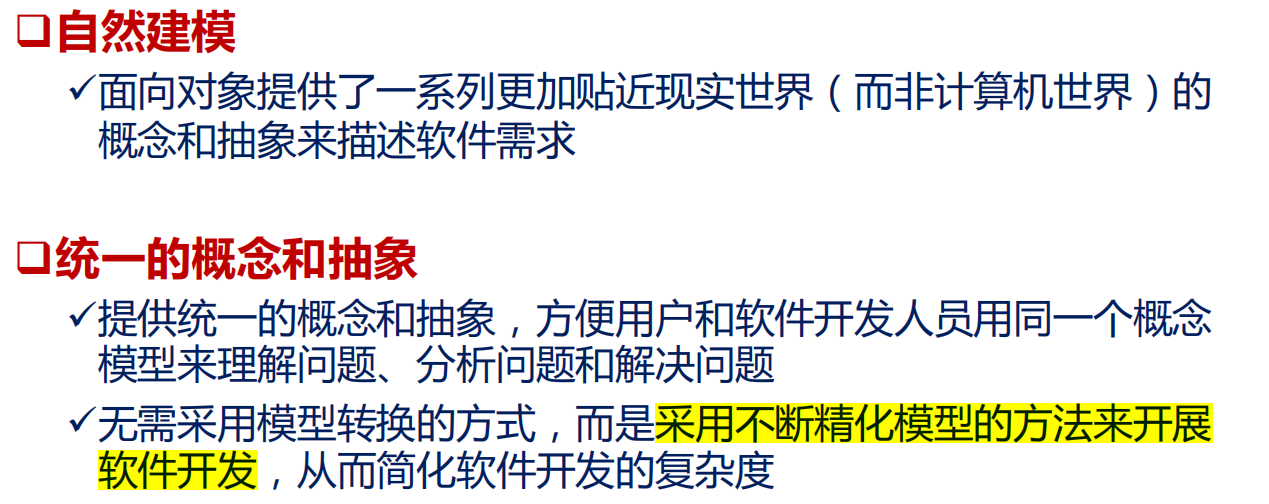 ❑自然建模
✓面向对象提供了一系列更加贴近现实世界（而非计算机世界）的
概念和抽象来描述软件需求
❑统一的概念和抽象
✓提供统一的概念和抽象，方便用户和软件开发人员用同一个概念
模型来理解问题、分析问题和解决问题
✓无需采用模型转换的方式，而是采用不断精化模型的方法来开展
软件开发，从而简化软件开发的复杂度